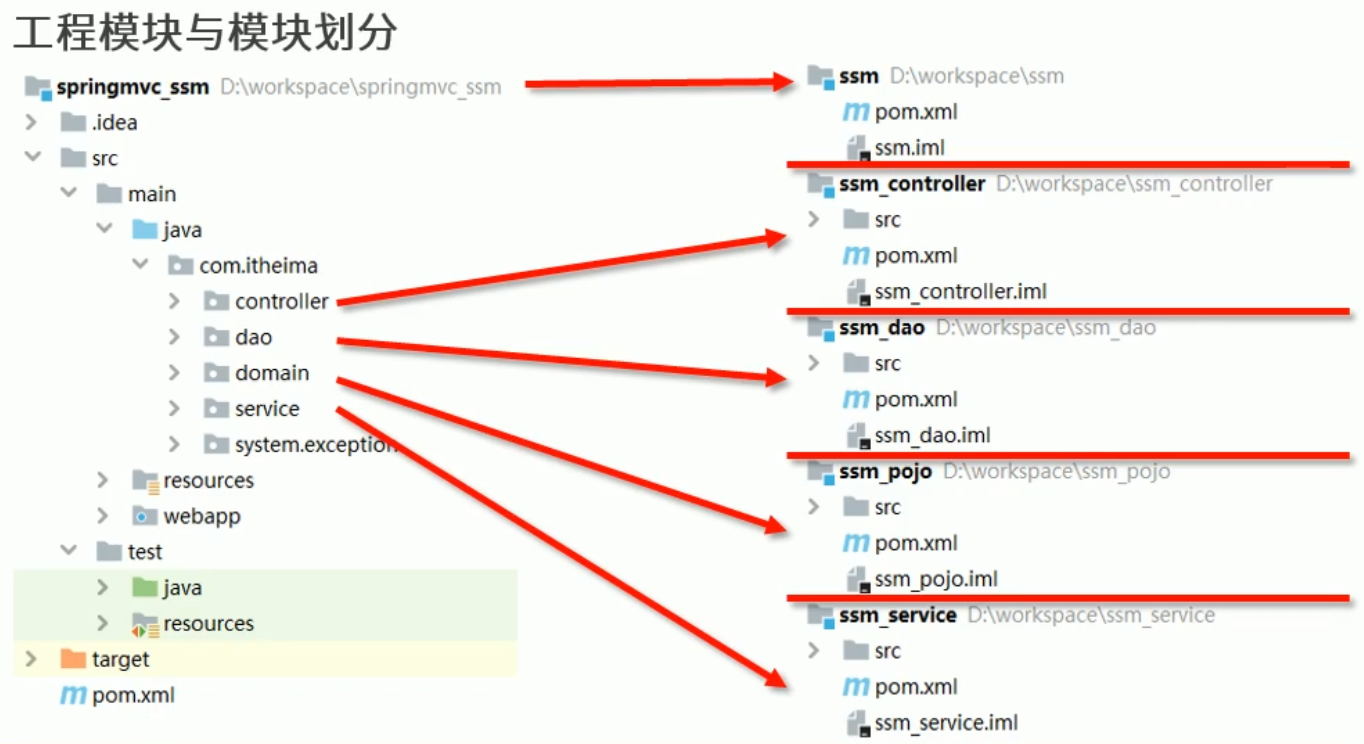 工程模块与模块划分
springmvc_ssm D:\workspace\springmvc_ssm
.idea
src
main
java
com.itheima
controller
dao
domain
service
system.exception
resources
webapp
test
java
resources
target
pom.xml
ssm D:\workspace\ssm
pom.xml
ssm.iml
ssm_controller D:\workspace\ssm_controller
src
pom.xml
ssm_controller.iml
ssm_dao D:\workspace\ssm_dao
src
pom.xml
ssm_dao.iml
ssm_pojo D:\workspace\ssm_pojo
src
pom.xml
ssm_pojo.iml
ssm_service D:\workspace\ssm_service
src
pom.xml
ssm_service.iml